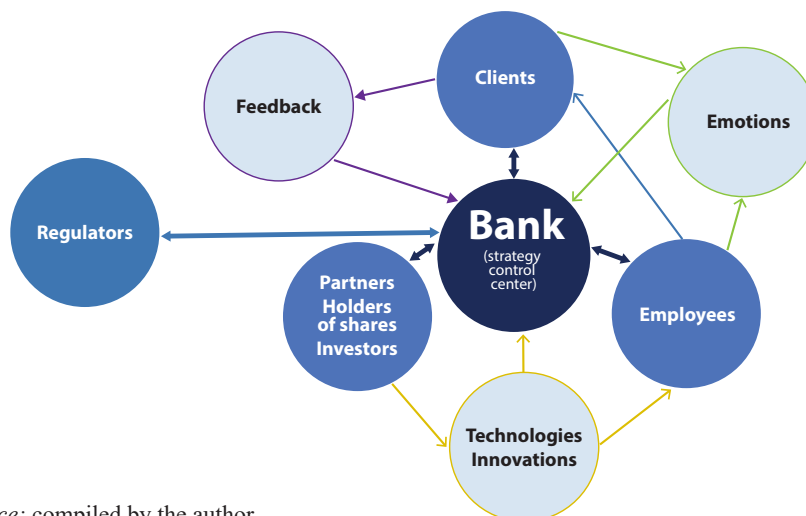 Clients
Feedback
Emotions
Regulators
Bank
(strategy
control
center)
Partners
Holders
of shares
Investors
Employees
Technologies
Innovations
compiled by the author